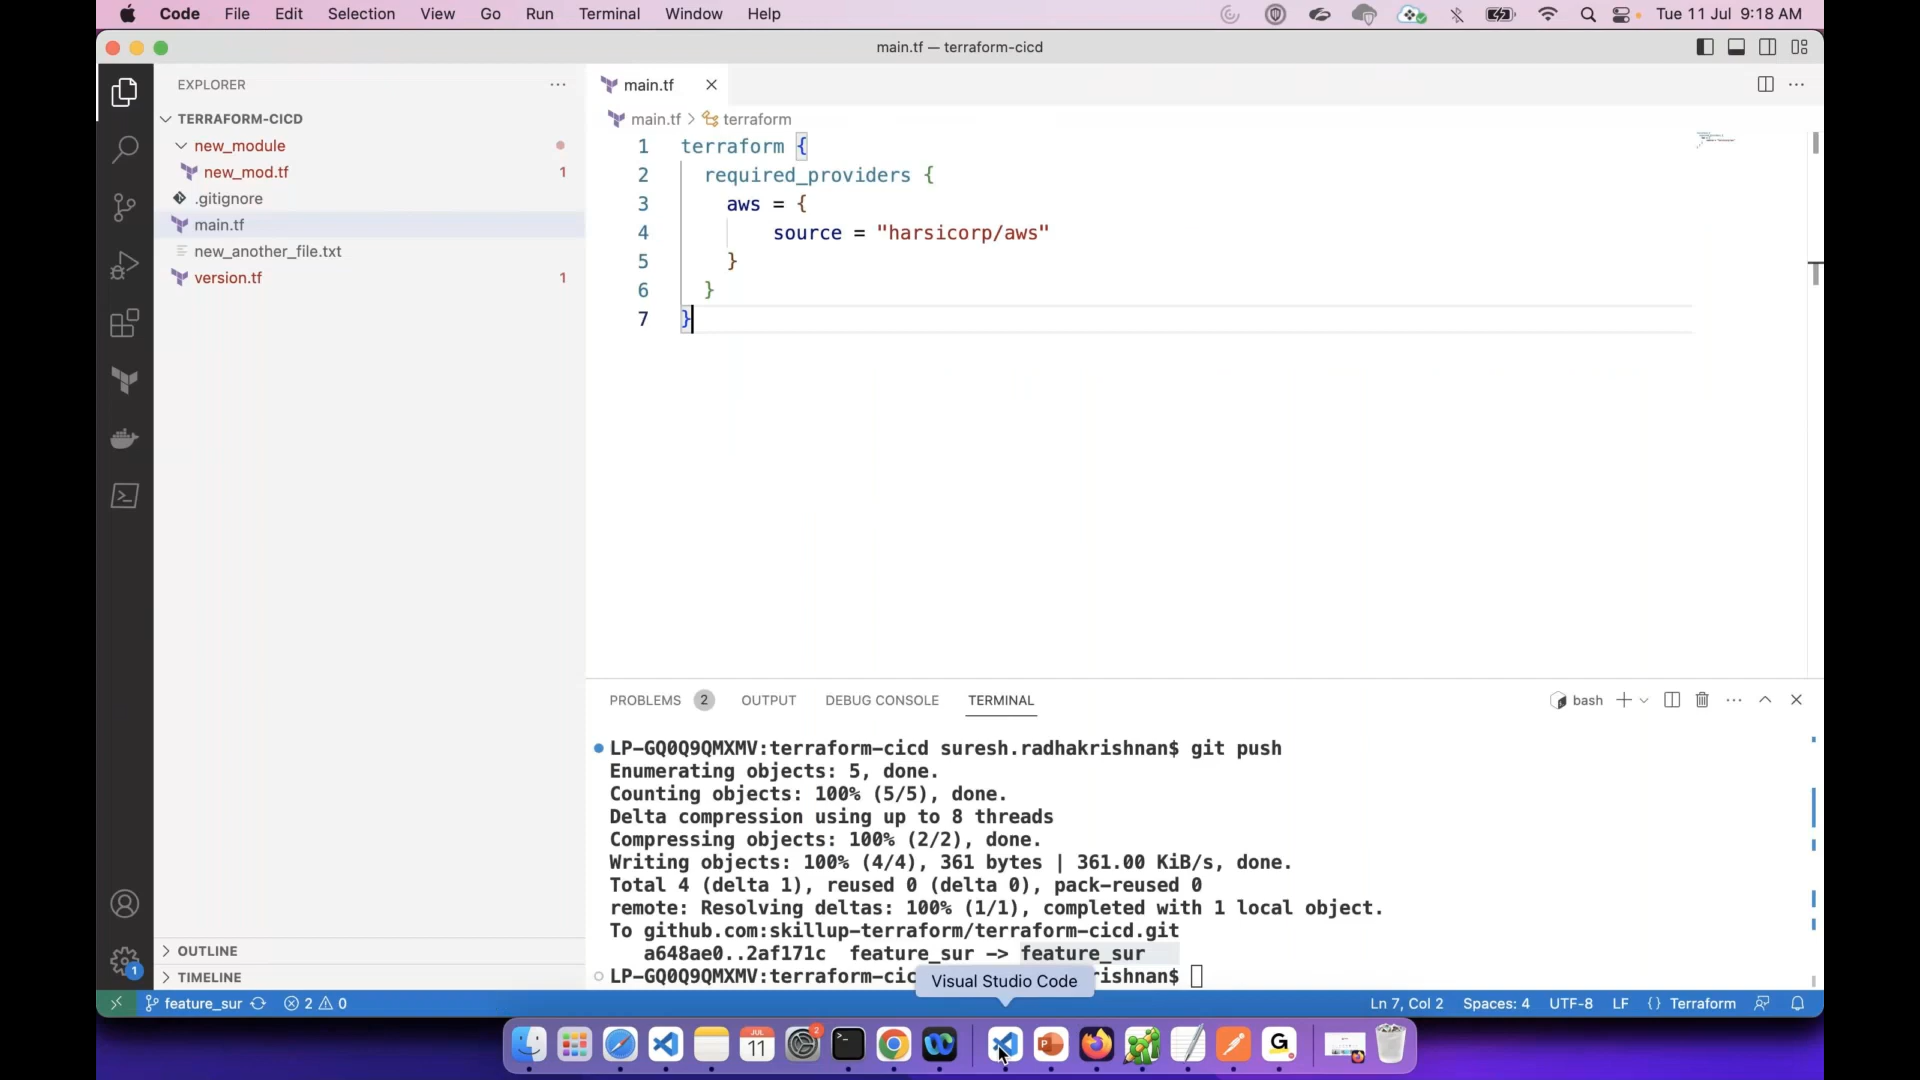 Code File Edit Selection View Go Run Terminal Window Help Tue 11 Jul 9:18 AM
main.tf — terraform-cicd
EXPLORER
TERRAFORM-CICD
new_module
new_mod.tf 1
.gitignore
main.tf
new_another_file.txt
version.tf 1
OUTLINE
TIMELINE
main.tf
main.tf > terraform
1 terraform {
2 required_providers {
3 aws = {
4 source = "harsicorp/aws"
5 }
6 }
7 }
PROBLEMS 2 OUTPUT DEBUG CONSOLE TERMINAL bash
LP-GQ0Q9QMXMV:terraform-cicd suresh.radhakrishnan$ git push
Enumerating objects: 5, done.
Counting objects: 100% (5/5), done.
Delta compression using up to 8 threads
Compressing objects: 100% (2/2), done.
Writing objects: 100% (4/4), 361 bytes | 361.00 KiB/s, done.
Total 4 (delta 1), reused 0 (delta 0), pack-reused 0
remote: Resolving deltas: 100% (1/1), completed with 1 local object.
To github.com:skillup-terraform/terraform-cicd.git
a648ae0..2af171c feature_sur -> feature_sur
LP-GQ0Q9QMXMV:terraform-cic rishnan$
Visual Studio Code
1
feature_sur 2 0 Ln 7, Col 2 Spaces: 4 UTF-8 LF {} Terraform
JUL
11
2
G